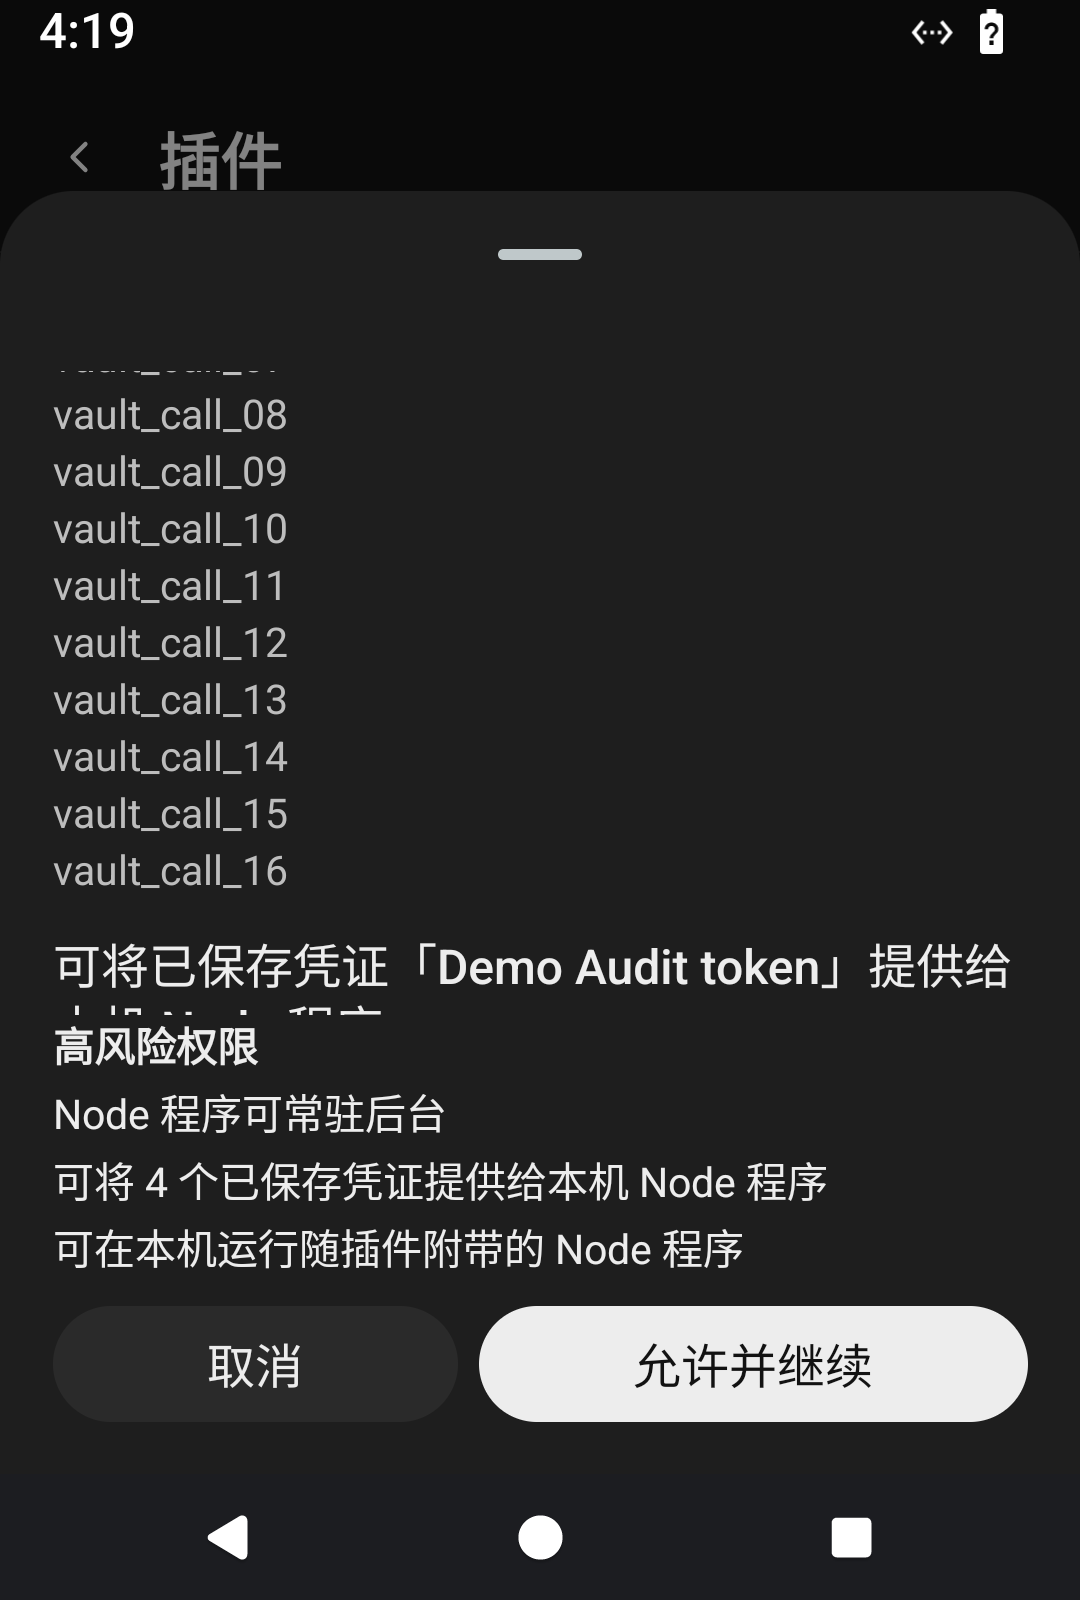 4:19
插件
vault_call_08
vault_call_09
vault_call_10
vault_call_11
vault_call_12
vault_call_13
vault_call_14
vault_call_15
vault_call_16
可将已保存凭证「Demo Audit token」提供给
高风险权限
Node 程序可常驻后台
可将 4 个已保存凭证提供给本机 Node 程序
可在本机运行随插件附带的 Node 程序
取消
允许并继续